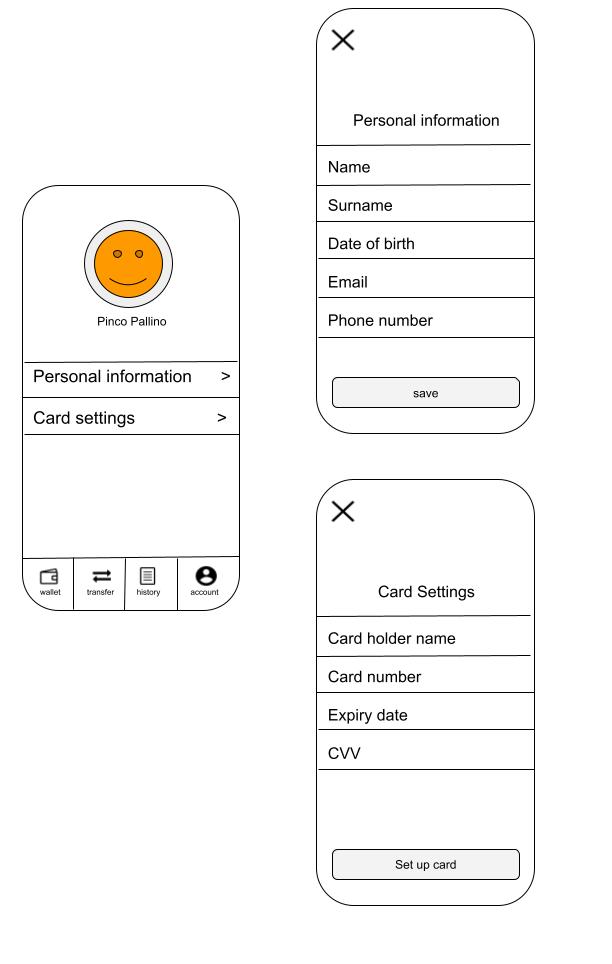 Pinco Pallino
Personal information >
Card settings >
wallet transfer history account
Personal information
Name
Surname
Date of birth
Email
Phone number
save
Card Settings
Card holder name
Card number
Expiry date
CVV
Set up card